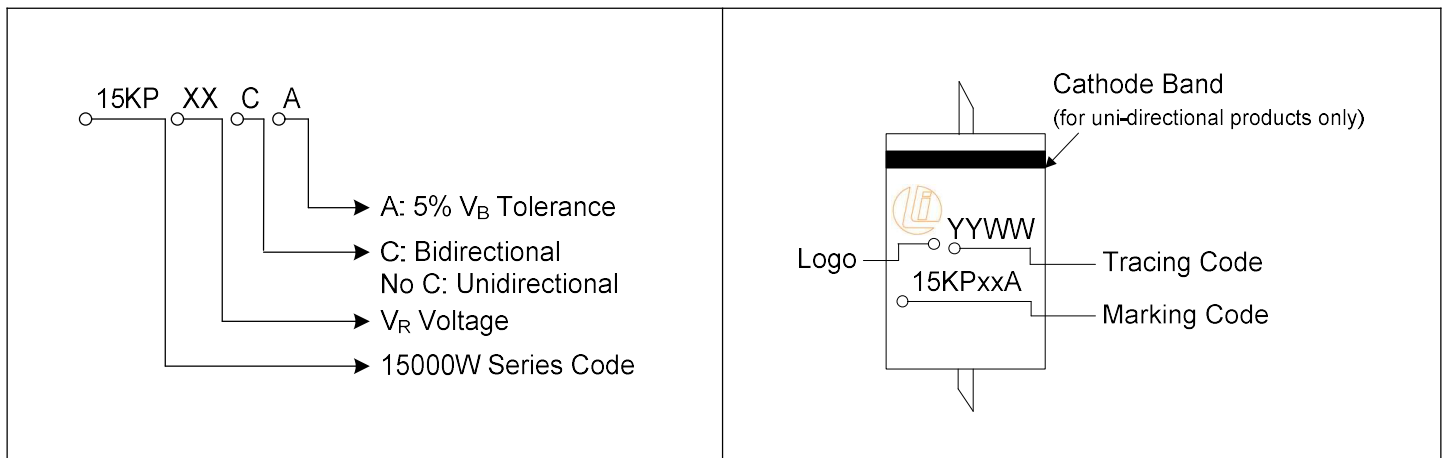 15KP XX C A
A: 5% VB Tolerance
C: Bidirectional
No C: Unidirectional
VR Voltage
15000W Series Code
Cathode Band
(for uni-directional products only)
YYWW
Logo
Tracing Code
15KPxxA
Marking Code